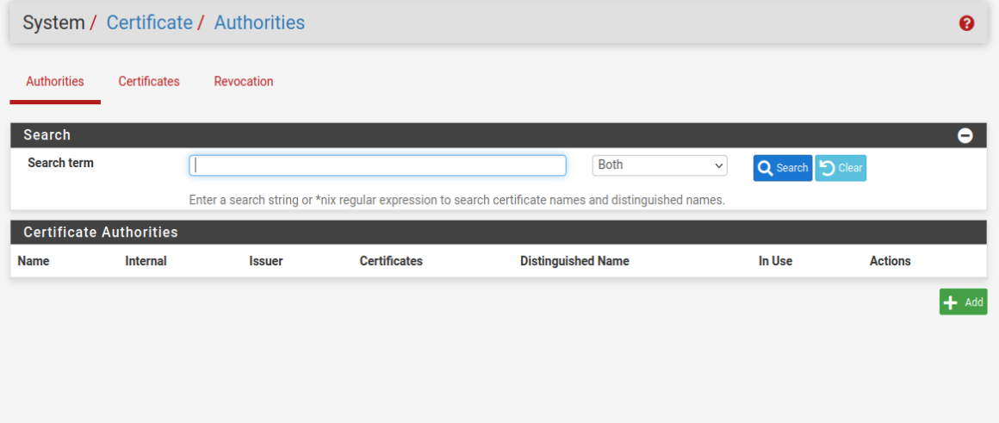 System / Certificate / Authorities
Authorities Certificates Revocation
Search
Search term Both Search Clear
Enter a search string or *nix regular expression to search certificate names and distinguished names.
Certificate Authorities
Name Internal Issuer Certificates Distinguished Name In Use Actions
Add